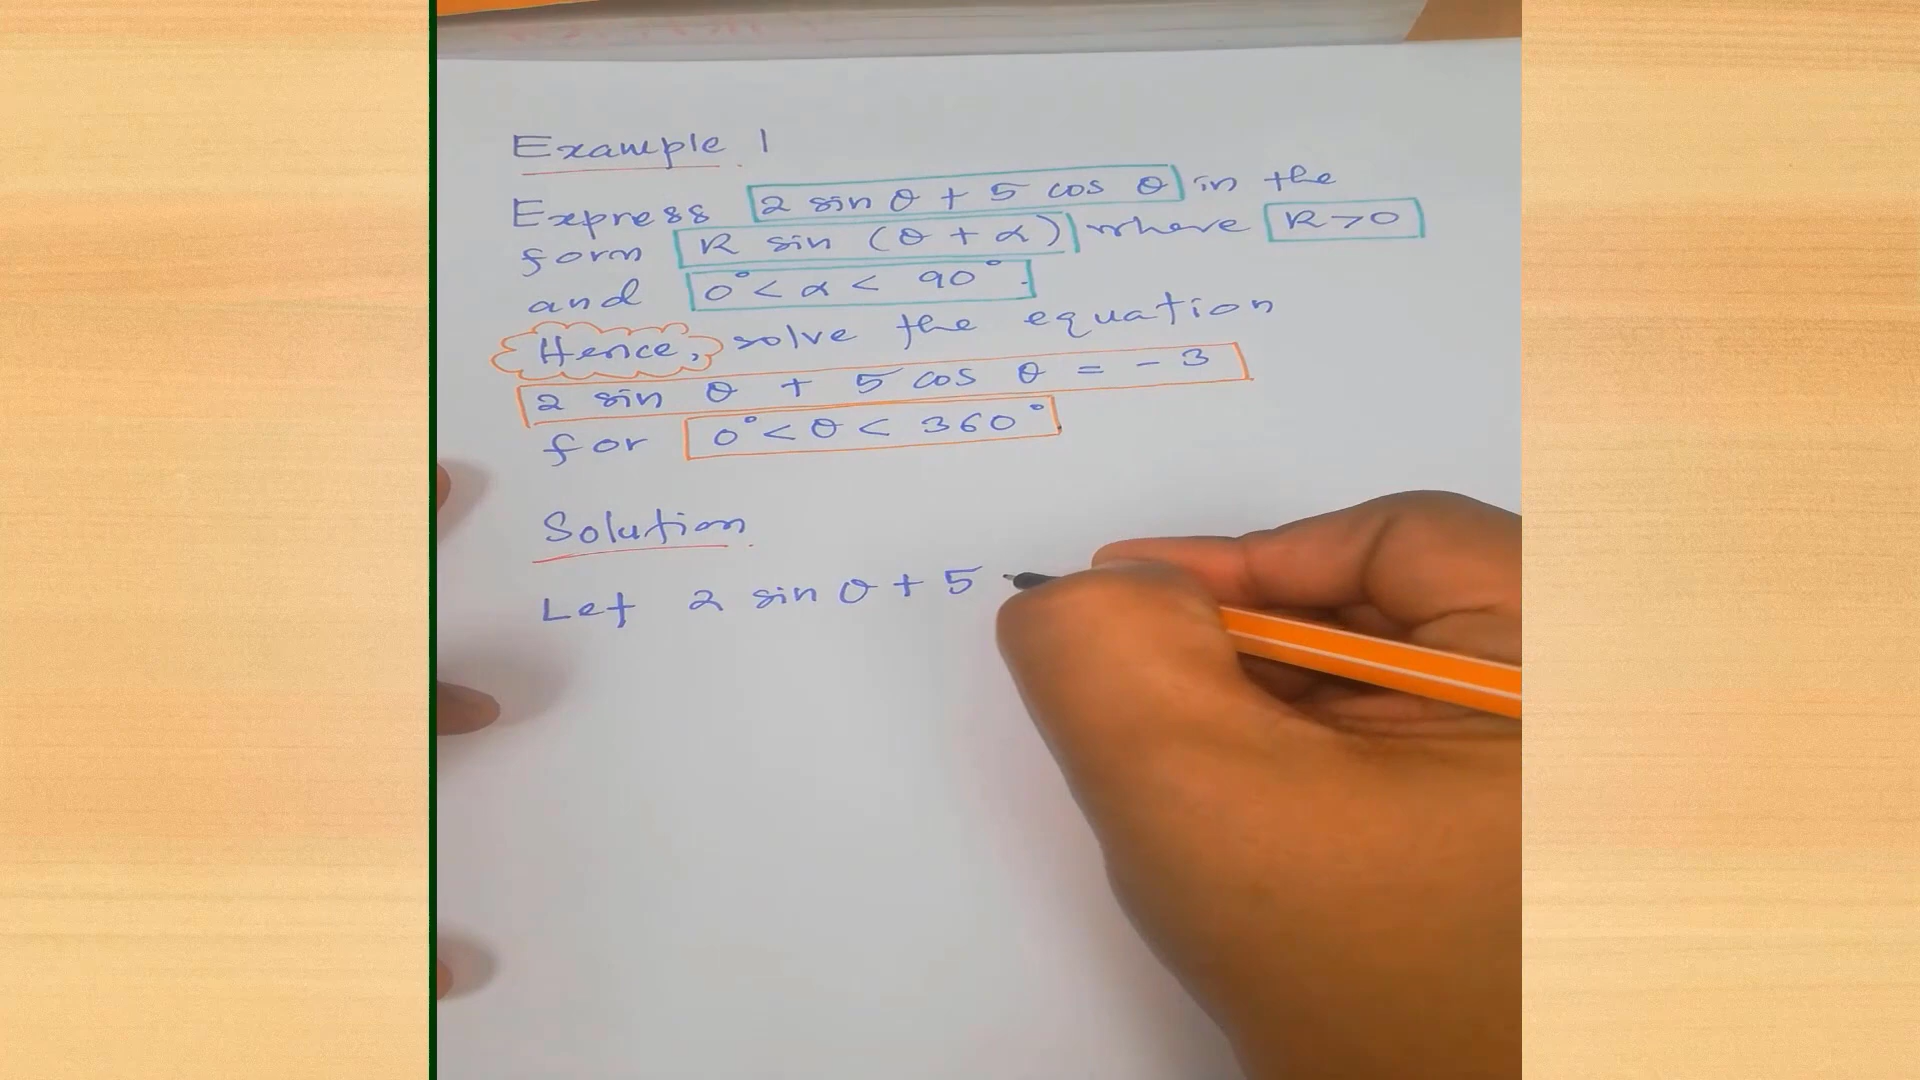 Example 1
Express 2 sin θ + 5 cos θ in the
form R sin (θ + α) where R > 0
and 0° < α < 90°.
Hence, solve the equation
2 sin θ + 5 cos θ = - 3
for 0° < θ < 360°
Solution
Let 2 sin θ + 5